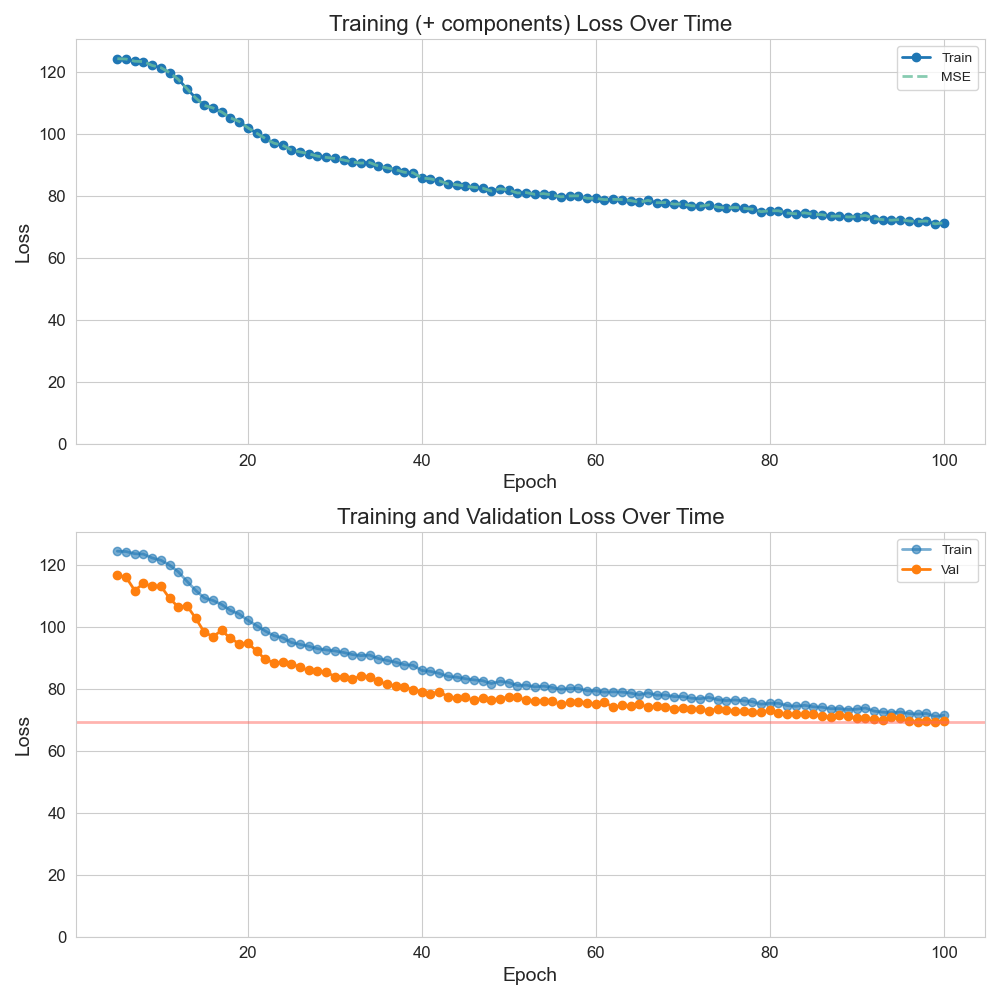 Training (+ components) Loss Over Time
Train
MSE
120
100
80
60
40
20
0
Loss
20 40 60 80 100
Epoch
Training and Validation Loss Over Time
Train
Val
120
100
80
60
40
20
0
Loss
20 40 60 80 100
Epoch